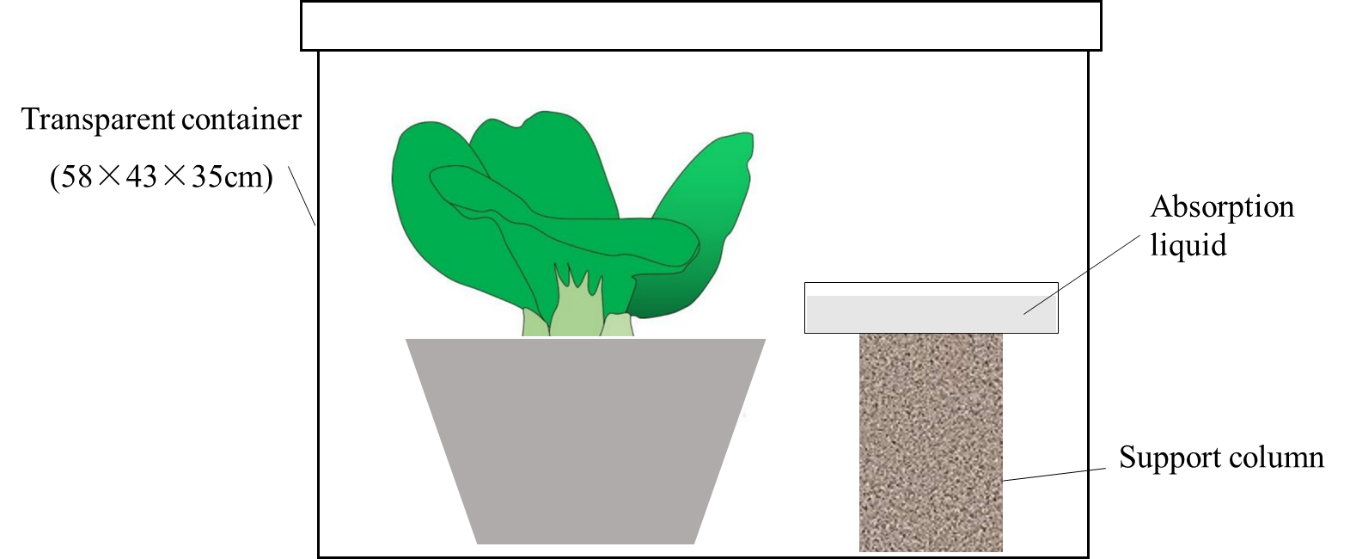 Transparent container
(58×43×35cm)
Absorption
liquid
Support column